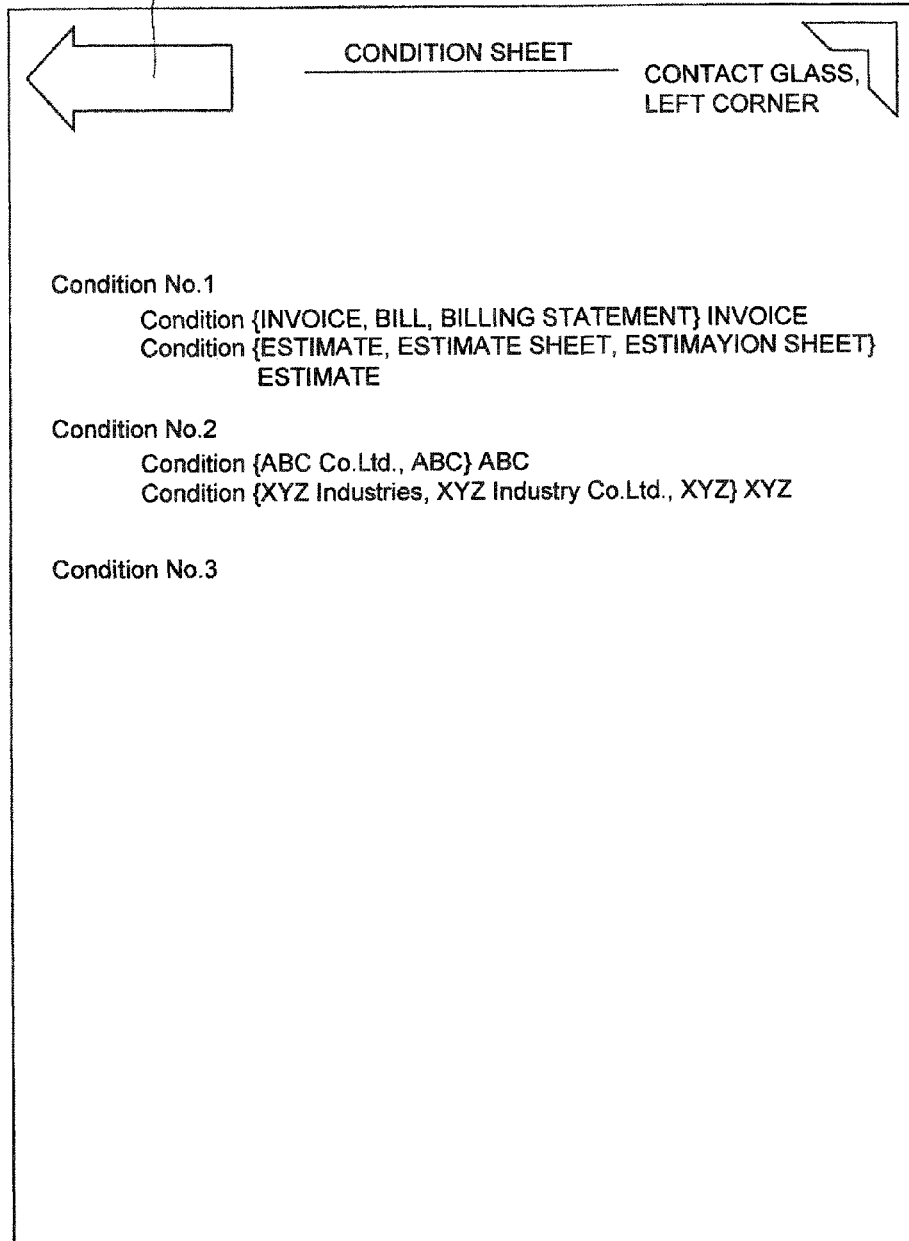 CONDITION SHEET
CONTACT GLASS,
LEFT CORNER
Condition No.1
Condition {INVOICE, BILL, BILLING STATEMENT} INVOICE
Condition {ESTIMATE, ESTIMATE SHEET, ESTIMAYION SHEET}
ESTIMATE
Condition No.2
Condition {ABC Co.Ltd., ABC} ABC
Condition {XYZ Industries, XYZ Industry Co.Ltd., XYZ} XYZ
Condition No.3